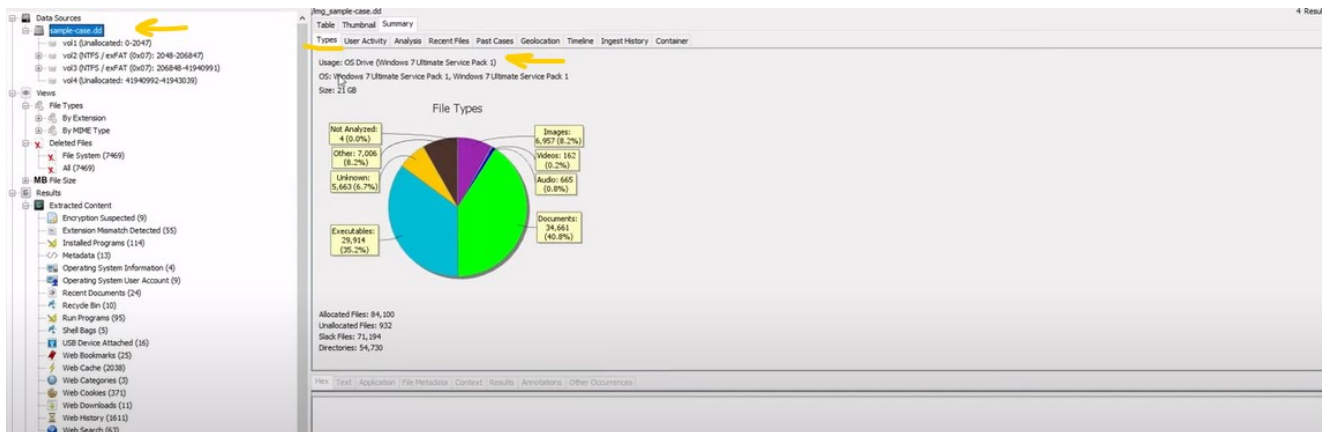 /img_sample-case.dd
4 Resul
Table Thumbnail Summary
Types User Activity Analysis Recent Files Past Cases Geolocation Timeline Ingest History Container
Data Sources
sample-case.dd
vol1 (Unallocated: 0-2047)
vol2 (NTFS / exFAT (0x07): 2048-206847)
vol3 (NTFS / exFAT (0x07): 206848-41940991)
vol4 (Unallocated: 41940992-41943039)
Views
File Types
By Extension
By MIME Type
Deleted Files
File System (7469)
All (7469)
MB File Size
Results
Extracted Content
Encryption Suspected (9)
Extension Mismatch Detected (55)
Installed Programs (114)
Metadata (13)
Operating System Information (4)
Operating System User Account (9)
Recent Documents (24)
Recycle Bin (10)
Run Programs (95)
Shell Bags (5)
USB Device Attached (16)
Web Bookmarks (25)
Web Cache (2038)
Web Categories (3)
Web Cookies (371)
Web Downloads (11)
Web History (1611)
Web Search (63)
Usage: OS Drive (Windows 7 Ultimate Service Pack 1)
OS: Windows 7 Ultimate Service Pack 1, Windows 7 Ultimate Service Pack 1
Size: 21 GB
File Types
Not Analyzed:
4 (0.0%)
Other: 7,006
(8.2%)
Unknown:
5,663 (6.7%)
Executables:
29,914
(35.2%)
Images:
6,957 (8.2%)
Videos: 162
(0.2%)
Audio: 665
(0.8%)
Documents:
34,661
(40.8%)
Allocated Files: 84,100
Unallocated Files: 932
Slack Files: 71,194
Directories: 54,730
Hex Text Application File Metadata Context Results Annotations Other Occurrences